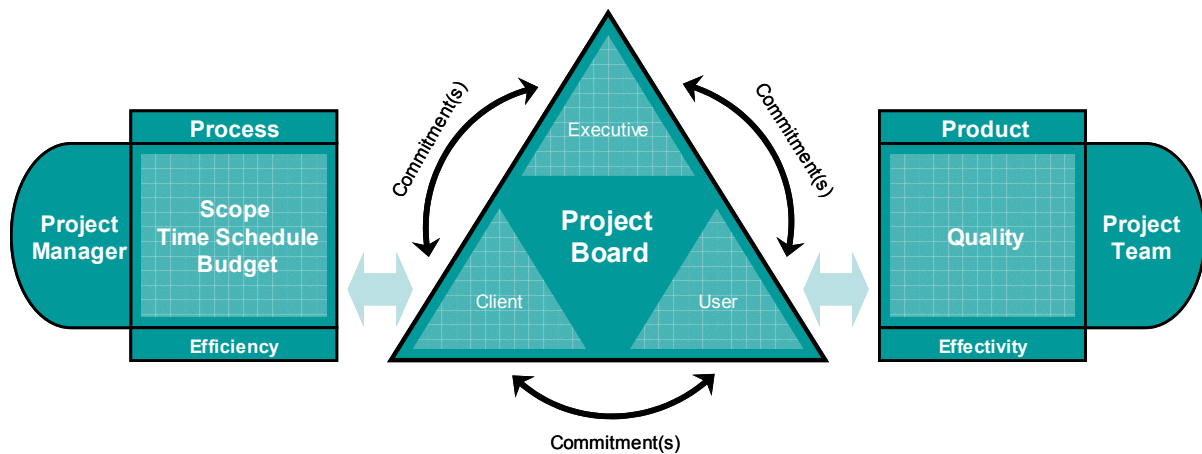 Process
Project
Manager
Scope
Time Schedule
Budget
Efficiency
Commitment(s)
Executive
Commitment(s)
Project
Board
Client
User
Commitment(s)
Product
Quality
Project
Team
Effectivity